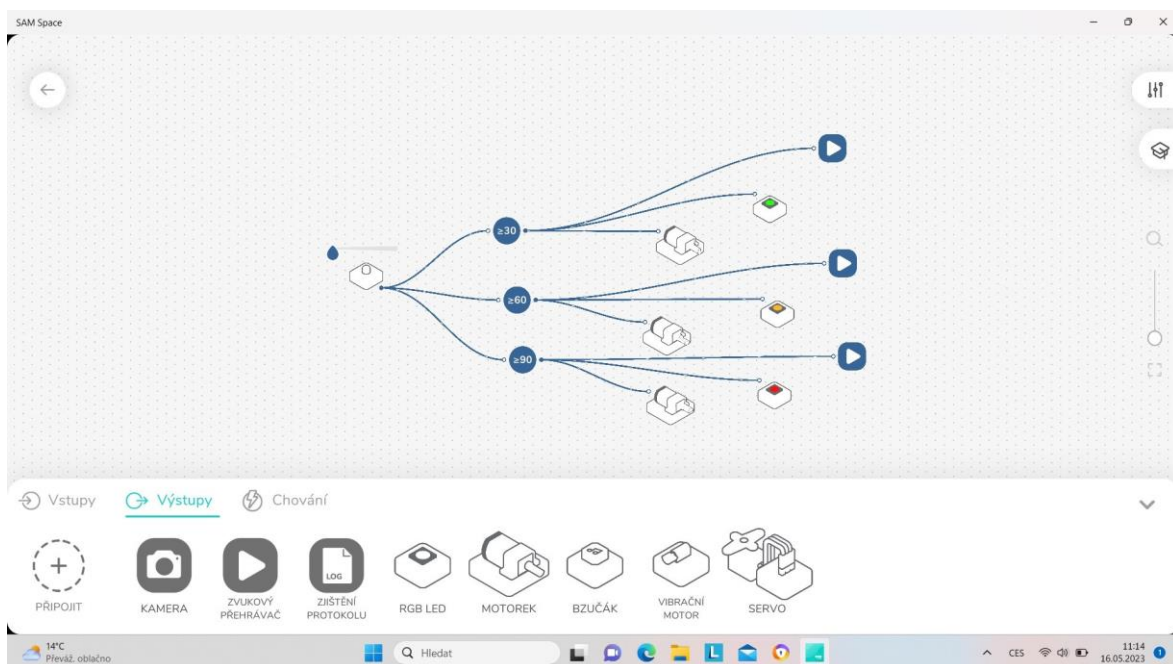 SAM Space
≥30
≥60
≥90
Vstupy
Výstupy
Chování
PŘIPOJIT
KAMERA
ZVUKOVÝ
PŘEHRÁVAČ
LOG
ZJIŠTĚNÍ
PROTOKOLU
RGB LED
MOTOREK
BZUČÁK
VIBRAČNÍ
MOTOR
SERVO
14°C
Převáž. oblačno
Hledat
L
CES
11:14
16.05.2023
1